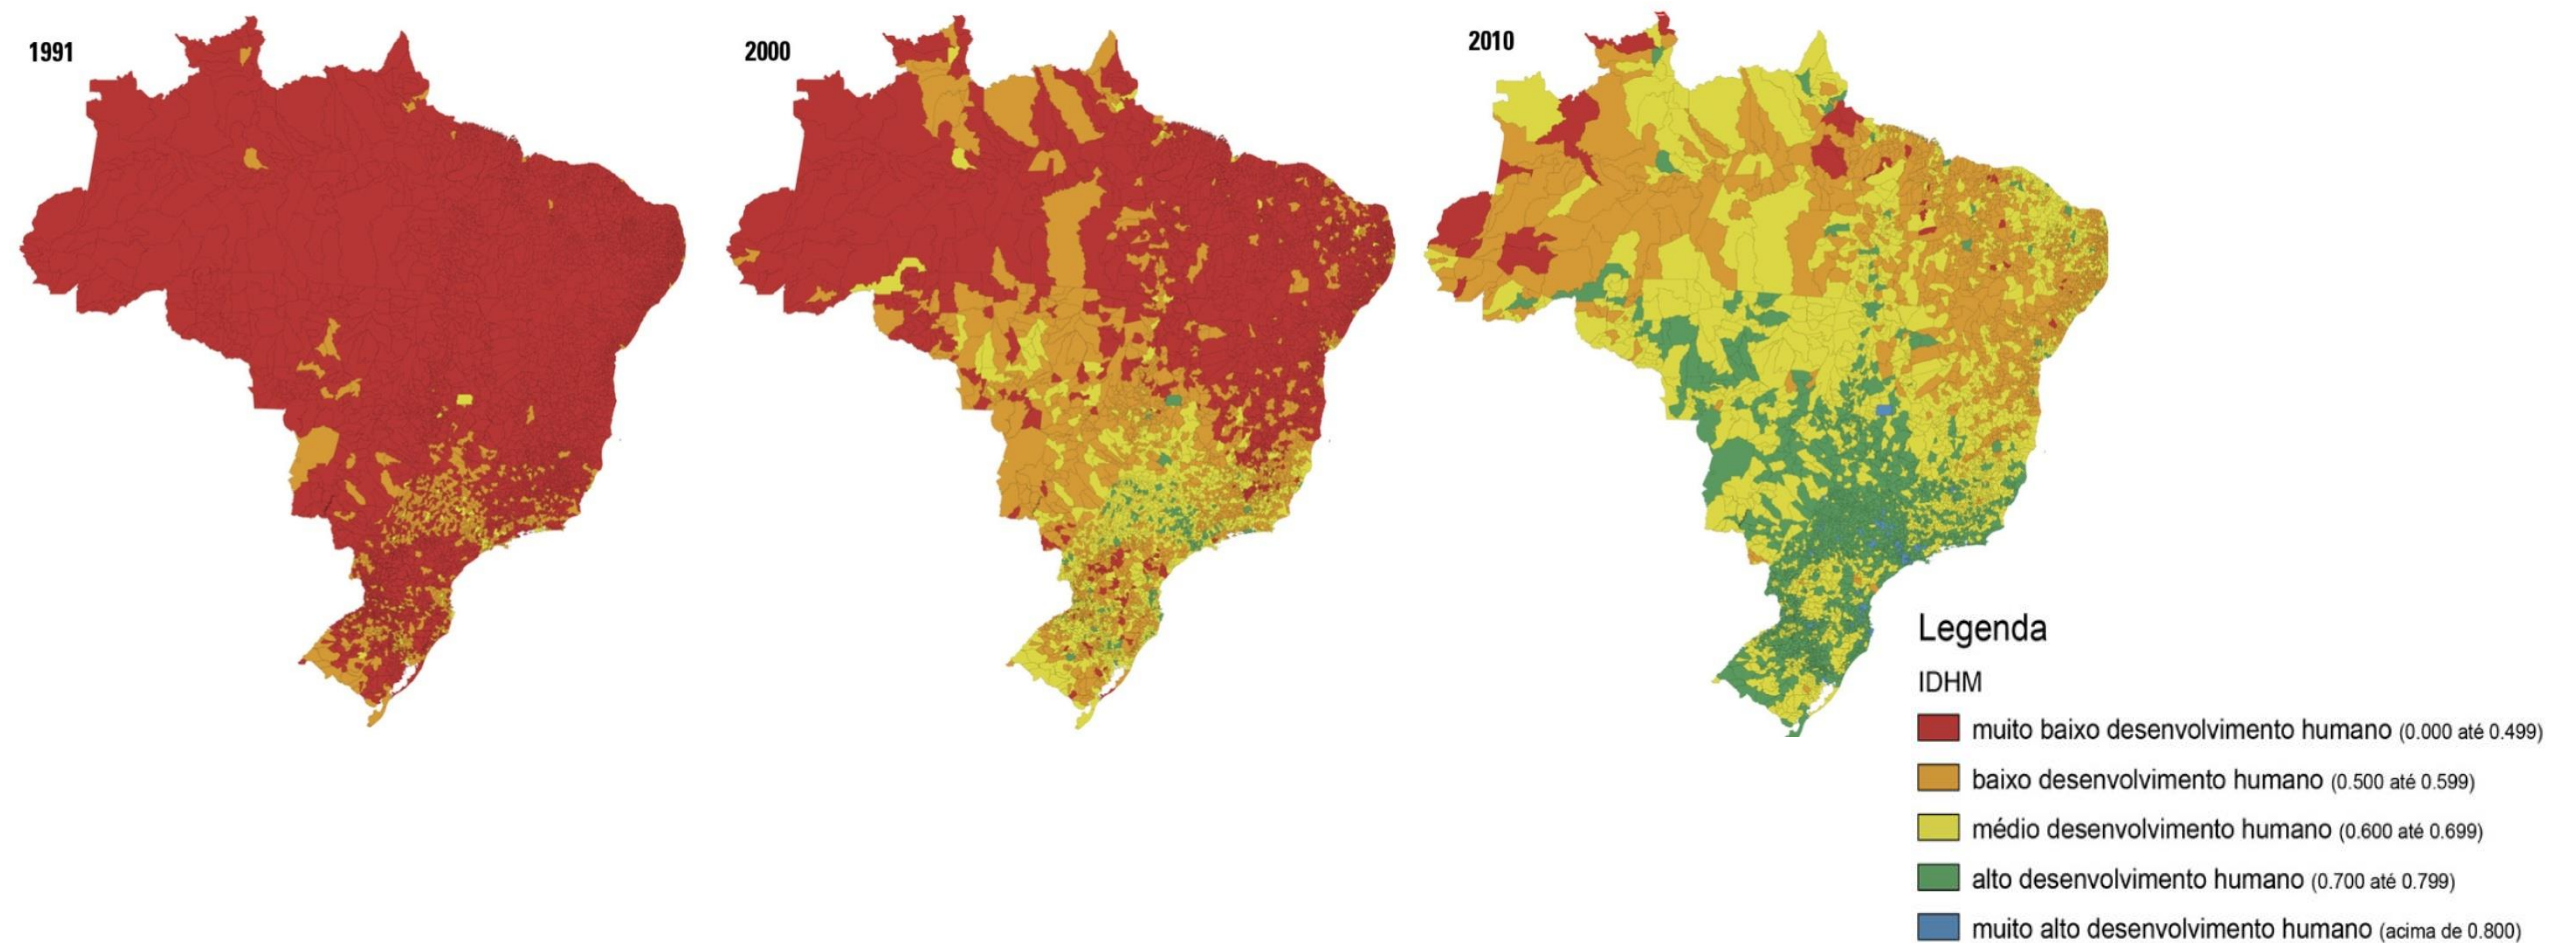 1991
2000
2010
Legenda
IDHM
muito baixo desenvolvimento humano (0.000 até 0.499)
baixo desenvolvimento humano (0.500 até 0.599)
médio desenvolvimento humano (0.600 até 0.699)
alto desenvolvimento humano (0.700 até 0.799)
muito alto desenvolvimento humano (acima de 0.800)